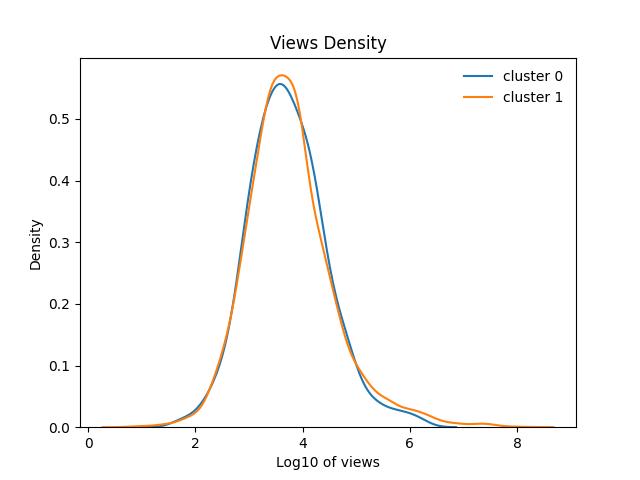 Views Density
cluster 0
cluster 1
Density
0.5
0.4
0.3
0.2
0.1
0.0
0 2 4 6 8
Log10 of views